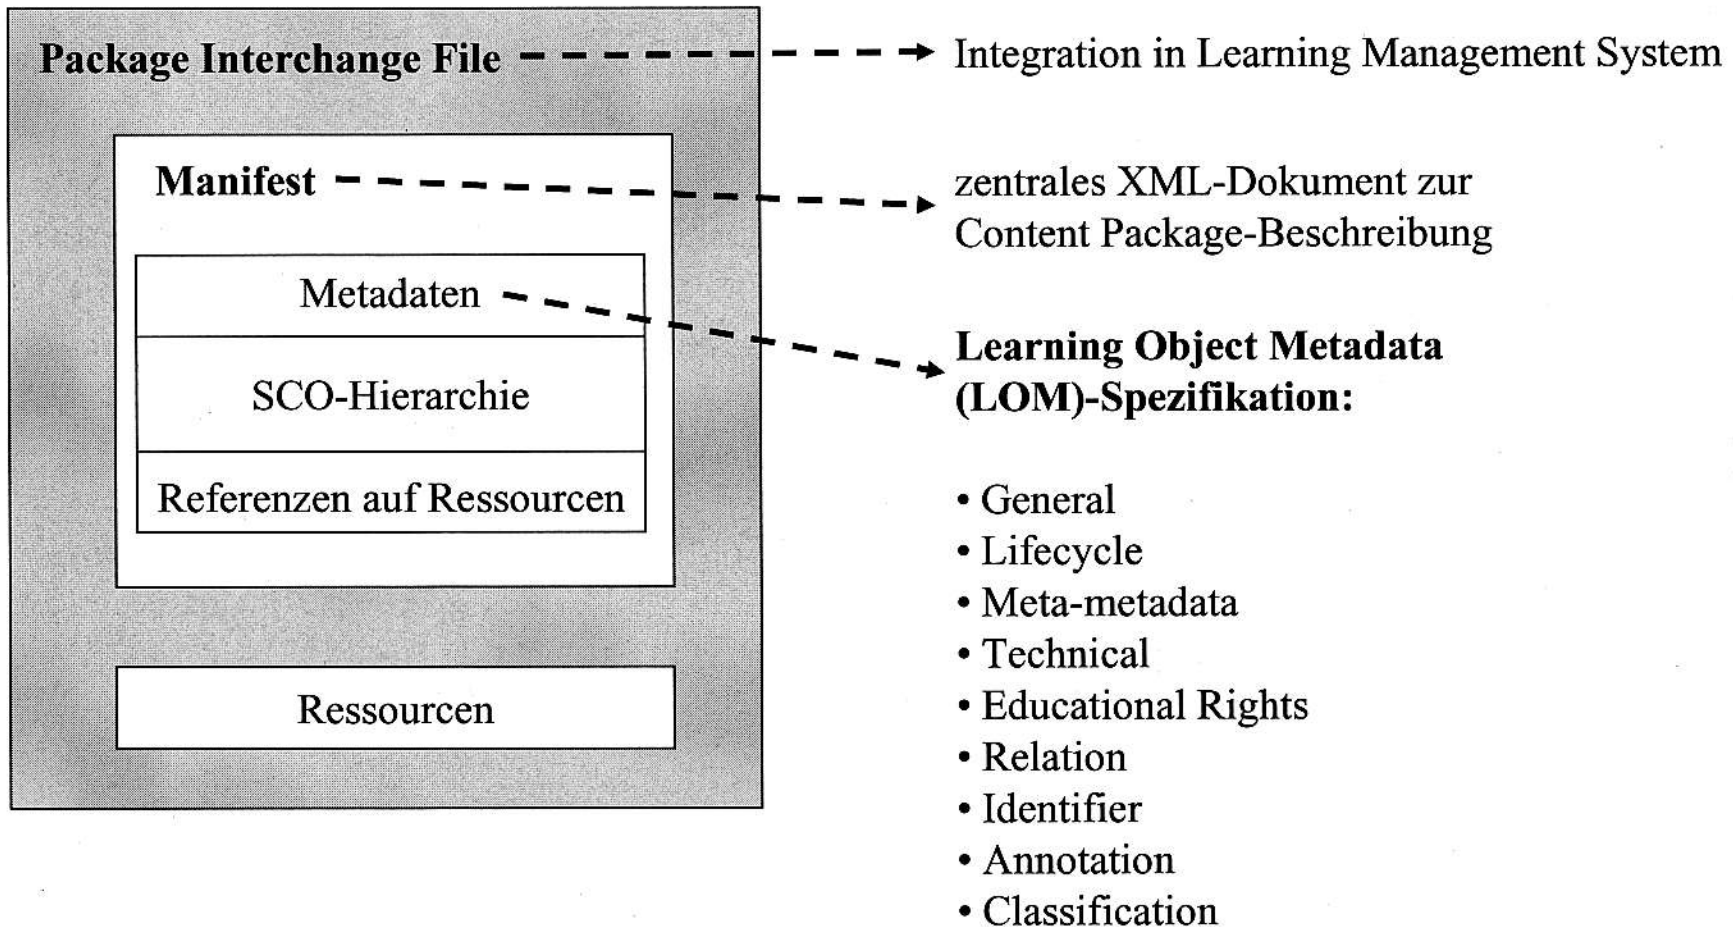 Package Interchange File
Integration in Learning Management System
Manifest
zentrales XML-Dokument zur
Content Package-Beschreibung
Metadaten
SCO-Hierarchie
Referenzen auf Ressourcen
Ressourcen
Learning Object Metadata
(LOM)-Spezifikation:
• General
• Lifecycle
• Meta-metadata
• Technical
• Educational Rights
• Relation
• Identifier
• Annotation
• Classification